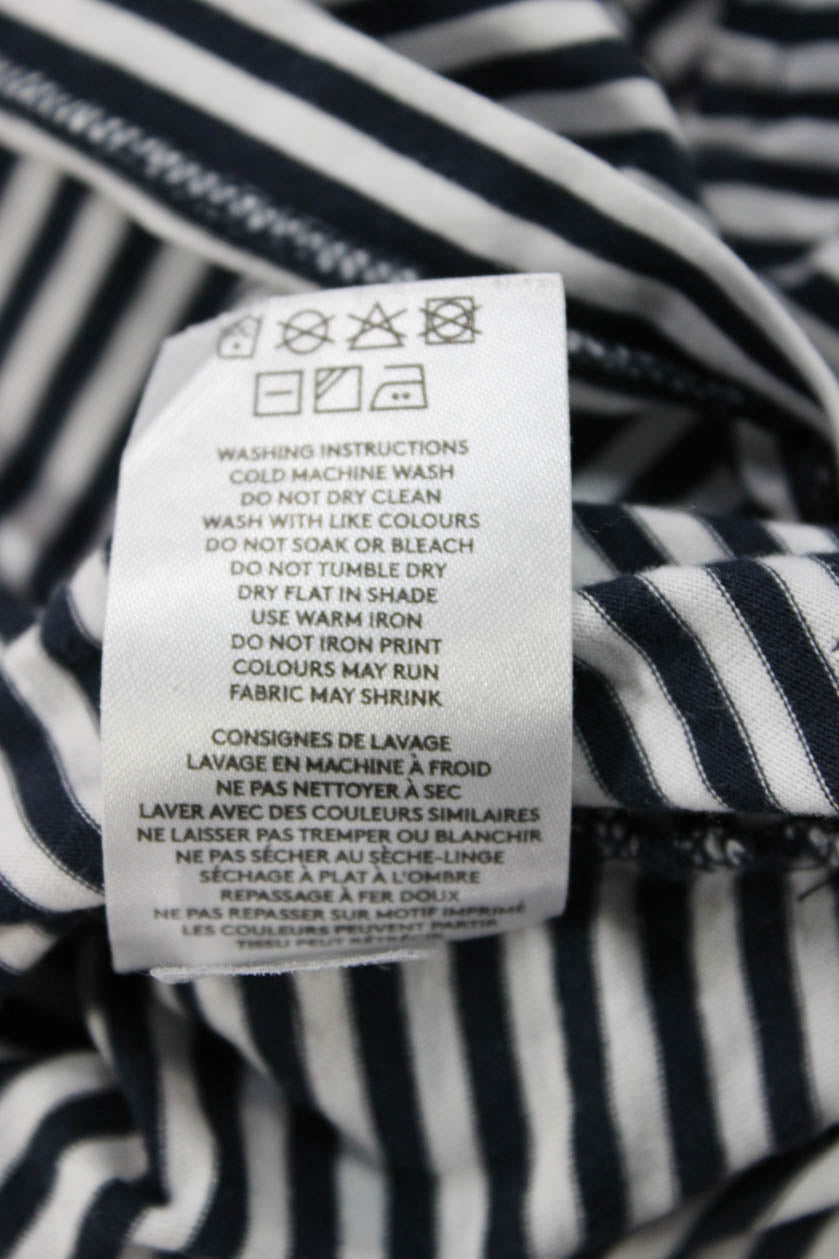 WASHING INSTRUCTIONS
COLD MACHINE WASH
DO NOT DRY CLEAN
WASH WITH LIKE COLOURS
DO NOT SOAK OR BLEACH
DO NOT TUMBLE DRY
DRY FLAT IN SHADE
USE WARM IRON
DO NOT IRON PRINT
COLOURS MAY RUN
FABRIC MAY SHRINK
CONSIGNES DE LAVAGE
LAVAGE EN MACHINE À FROID
NE PAS NETTOYER À SEC
LAVER AVEC DES COULEURS SIMILAIRES
NE LAISSER PAS TREMPER OU BLANCHIR
NE PAS SÉCHER AU SÈCHE-LINGE
SÉCHAGE À PLAT À L'OMBRE
REPASSAGE À FER DOUX
NE PAS REPASSER SUR MOTIF IMPRIMÉ
LES COULEURS PEUVENT PARTIR
TISSU PEUT RÉTRÉCIR